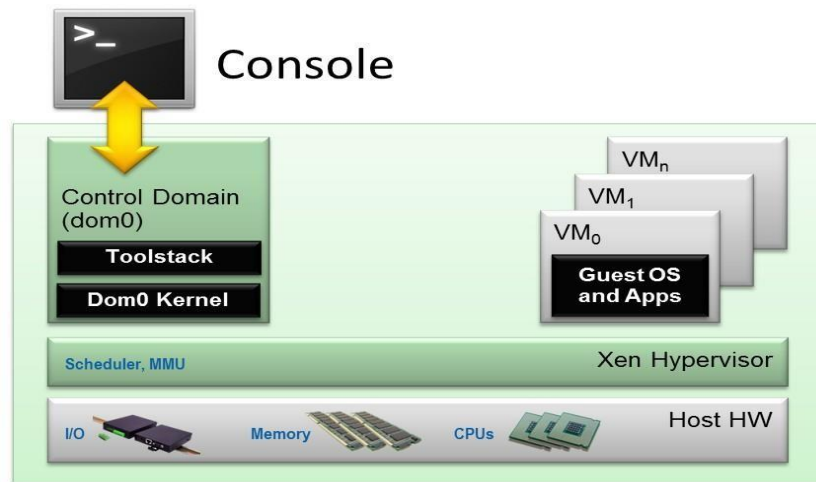 >_
Console
Control Domain
(dom0)
Toolstack
Dom0 Kernel
VMₙ
VM₁
VM₀
Guest OS
and Apps
Scheduler, MMU
Xen Hypervisor
I/O
Memory
CPUs
Host HW